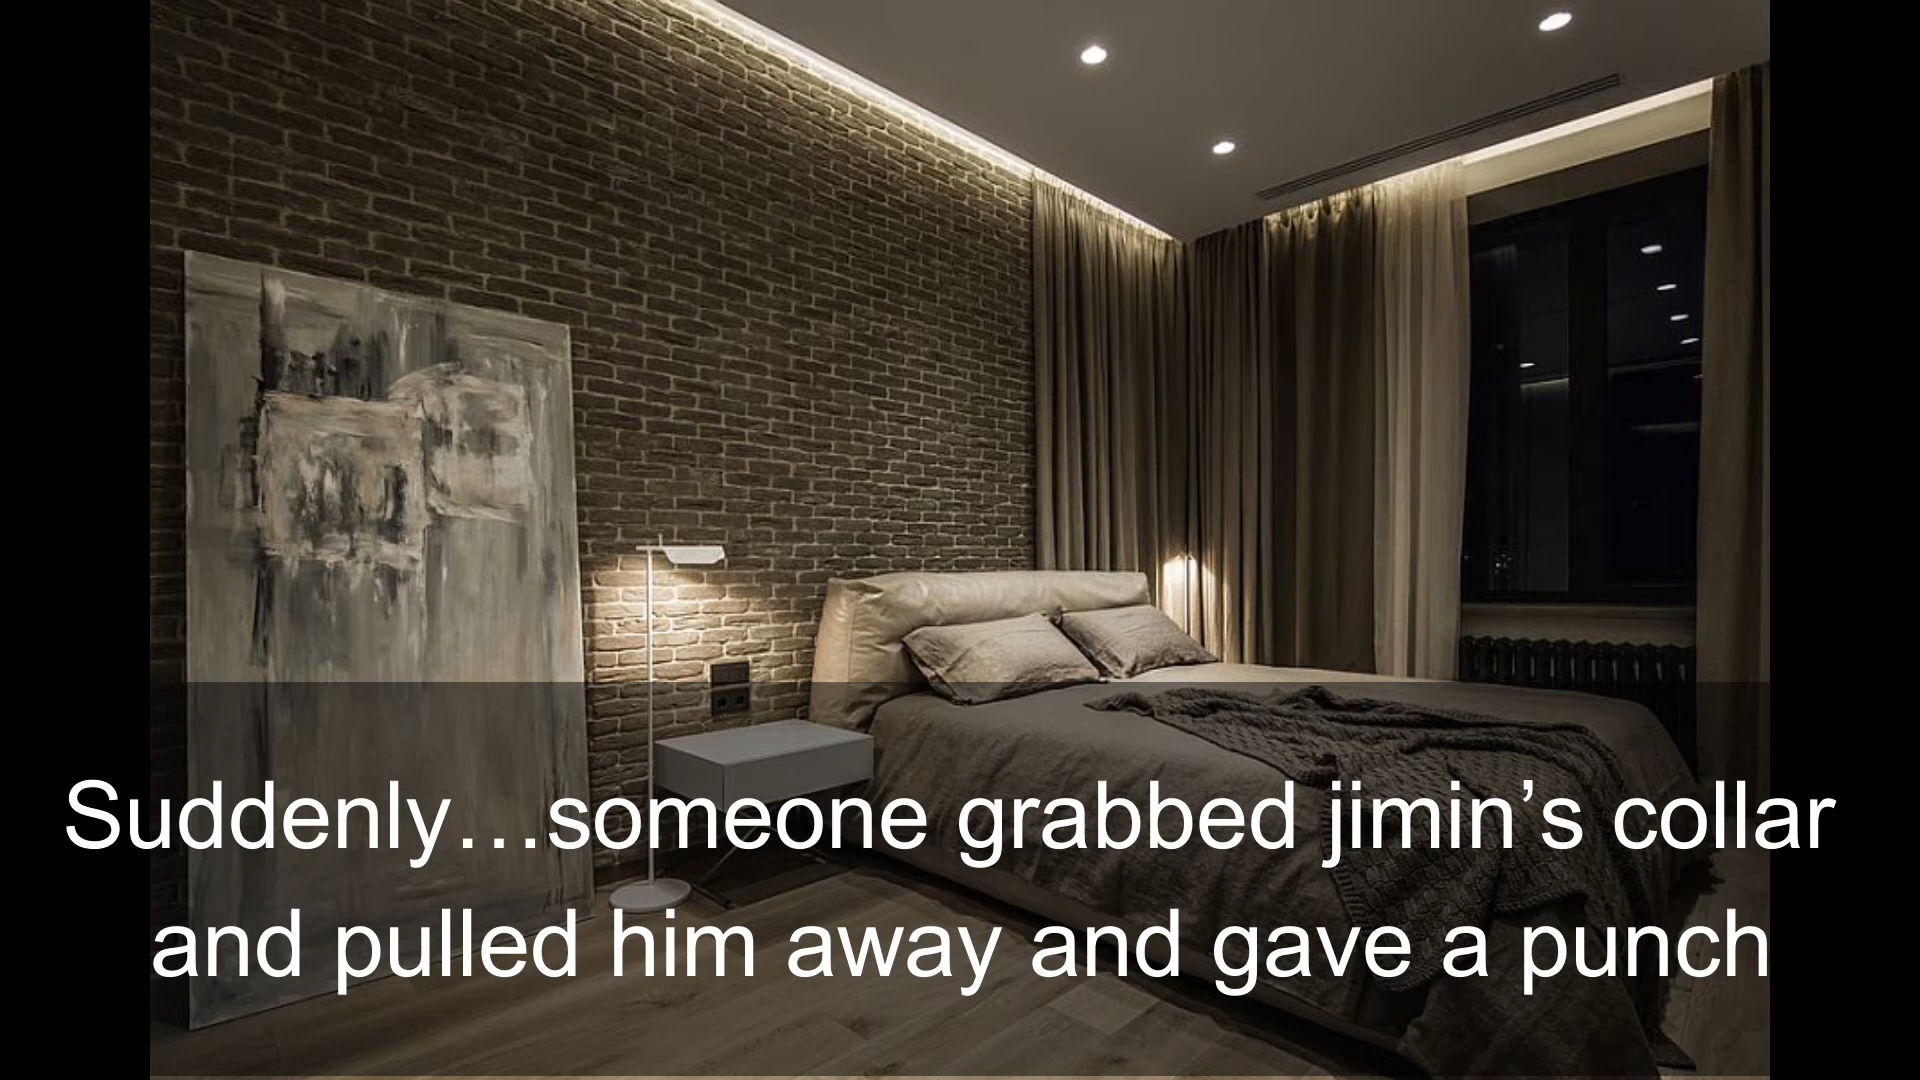 Suddenly…someone grabbed jimin’s collar
and pulled him away and gave a punch